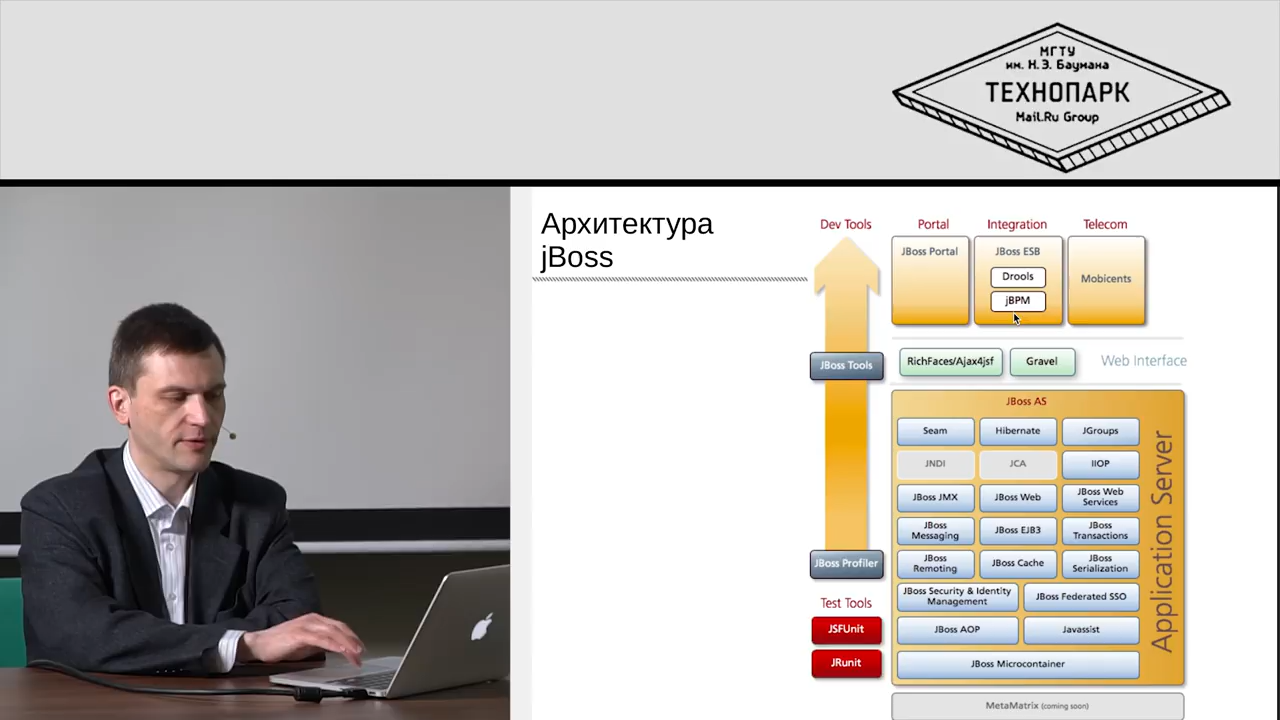 МГТУ
им. Н.Э. Баумана
ТЕХНОПАРК
Mail.Ru Group
Архитектура
jBoss
Dev Tools
Portal
Integration
Telecom
JBoss Portal
JBoss ESB
Drools
jBPM
Mobicents
JBoss Tools
RichFaces/Ajax4jsf
Gravel
Web Interface
JBoss AS
Seam
Hibernate
JGroups
JNDI
JCA
IIOP
JBoss JMX
JBoss Web
JBoss Web
Services
JBoss
Messaging
JBoss EJB3
JBoss
Transactions
JBoss
Remoting
JBoss Cache
JBoss
Serialization
JBoss Security & Identity
Management
JBoss Federated SSO
JBoss AOP
Javassist
JBoss Microcontainer
Application Server
JBoss Profiler
Test Tools
JSFUnit
JRunit
MetaMatrix (coming soon)